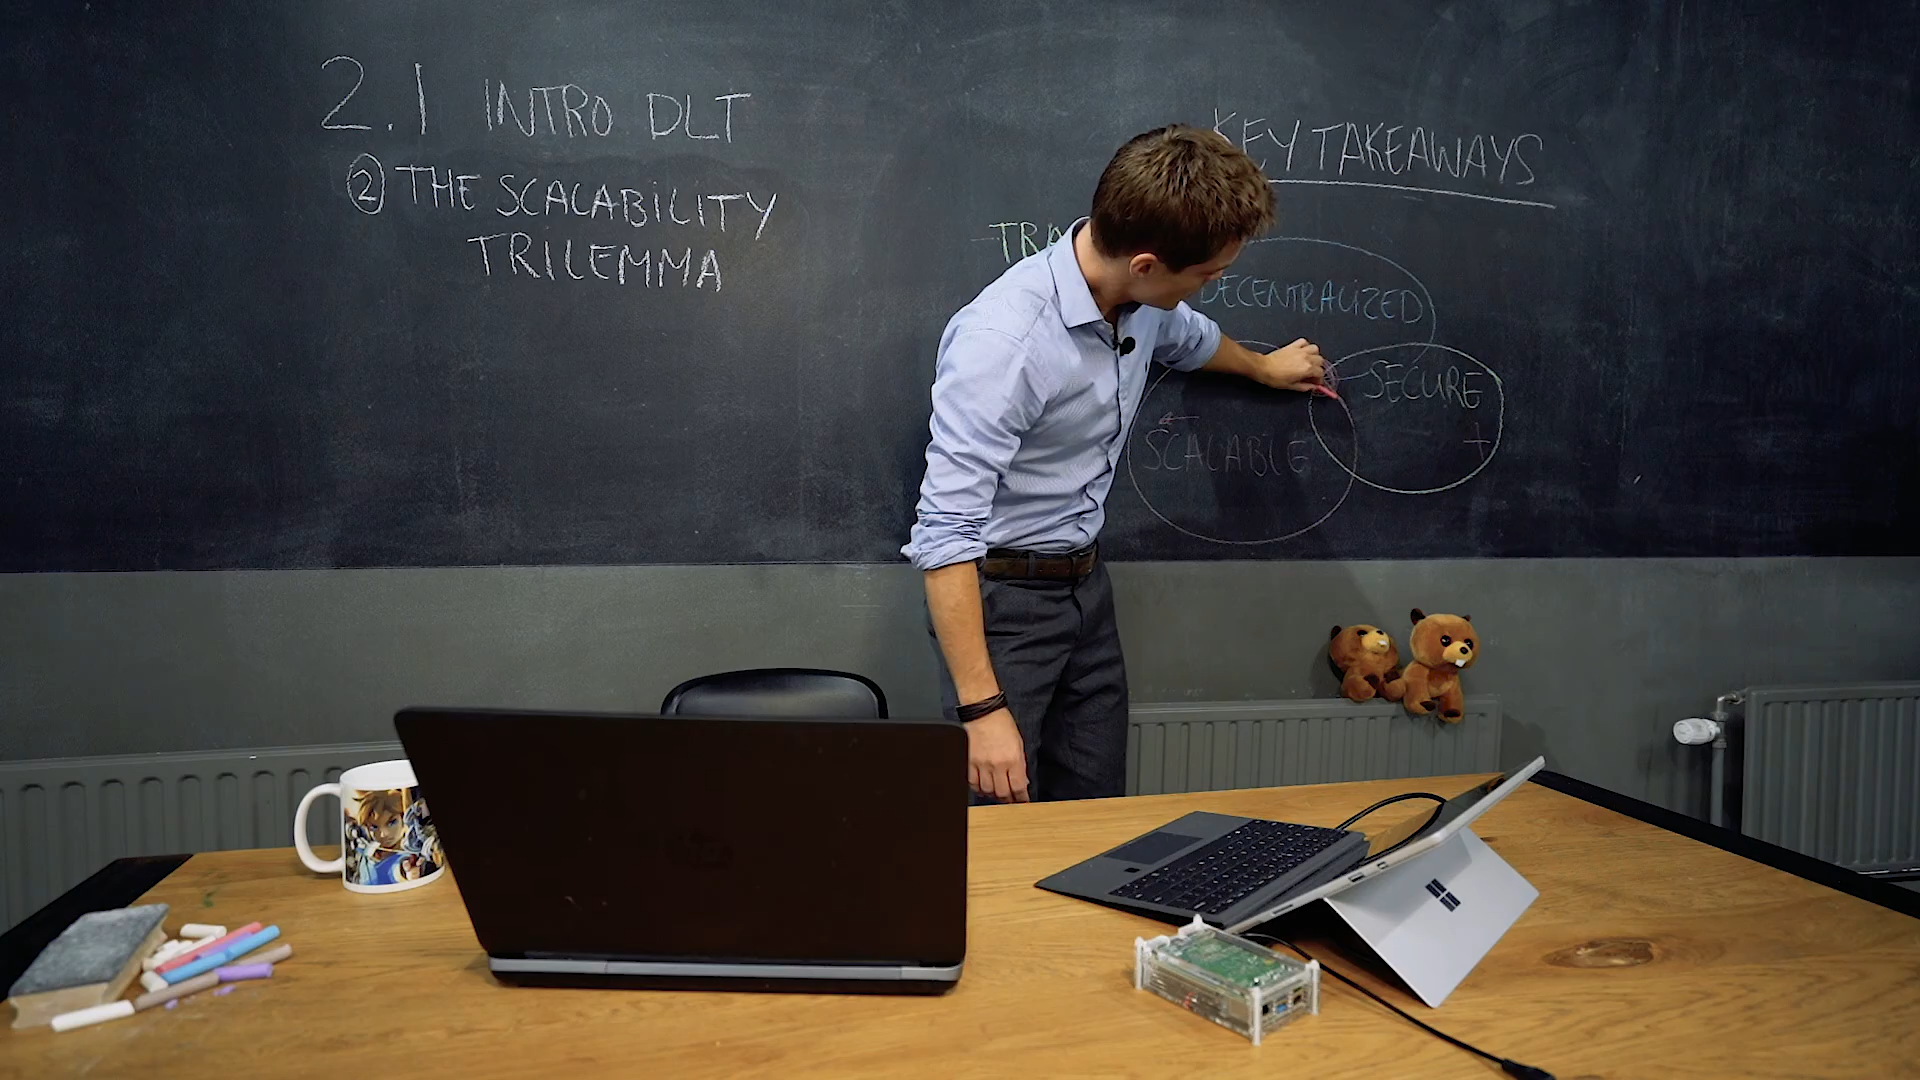 2.1 INTRO DLT
② THE SCALABILITY
TRILEMMA
KEY TAKEAWAYS
DECENTRALIZED
SECURE
+
SCALABLE